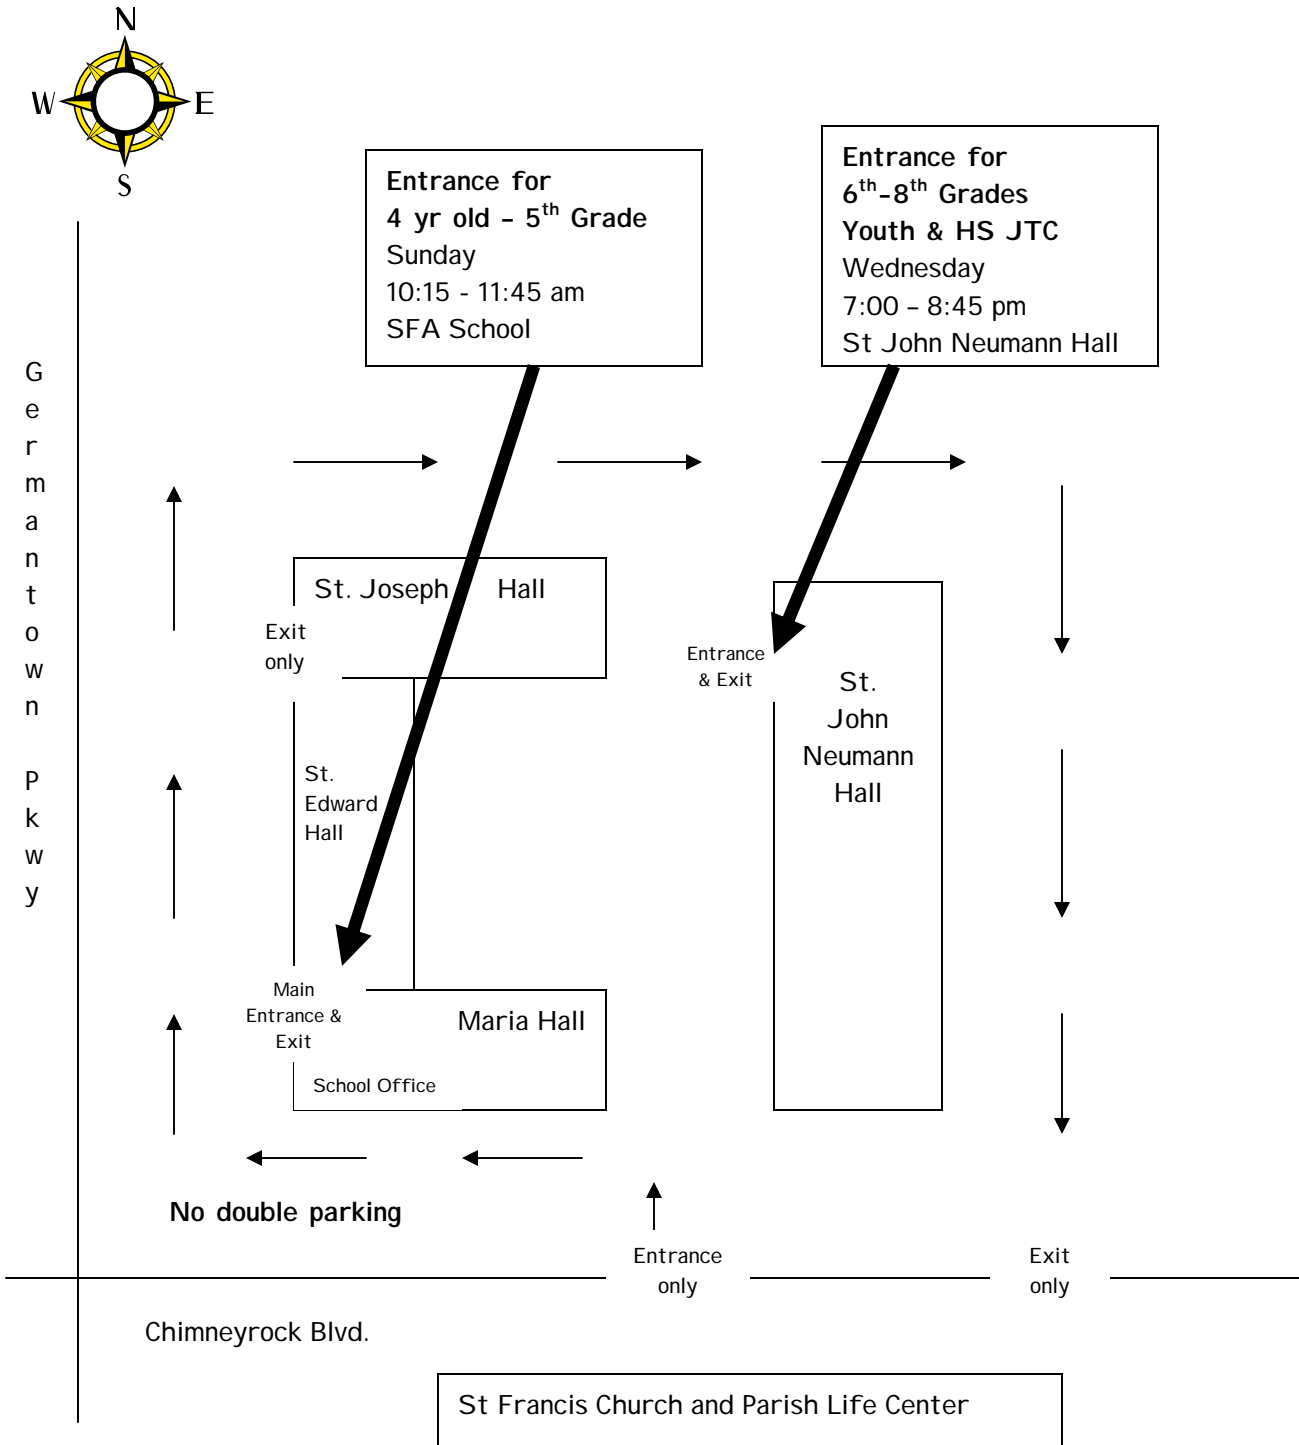 N
W E
S
Entrance for
4 yr old – 5th Grade
Sunday
10:15 - 11:45 am
SFA School
Entrance for
6th-8th Grades
Youth & HS JTC
Wednesday
7:00 – 8:45 pm
St John Neumann Hall
Germantown Pkwy
St. Joseph Hall
Exit
only
Entrance
& Exit
St.
John
Neumann
Hall
St.
Edward
Hall
Main
Entrance &
Exit
Maria Hall
School Office
No double parking
Entrance
only
Exit
only
Chimneyrock Blvd.
St Francis Church and Parish Life Center